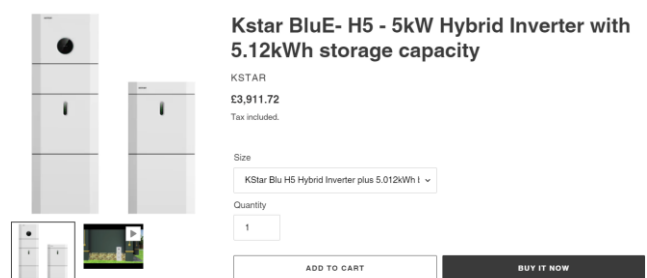 Kstar BluE- H5 - 5kW Hybrid Inverter with
5.12kWh storage capacity
KSTAR
£3,911.72
Tax included.
Size
KStar Blu H5 Hybrid Inverter plus 5.012kWh
Quantity
1
ADD TO CART
BUY IT NOW